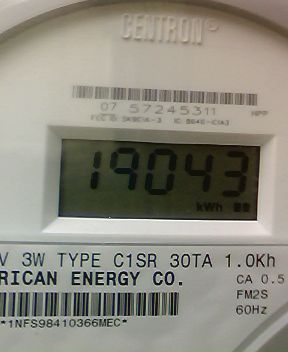 CENTRON®
07 57245311
HPP
19043
kWh
V 3W TYPE C1SR 30TA 1.0Kh
RICAN ENERGY CO.
CA 0.5
FM2S
60Hz
*1NFS98410366MEC*